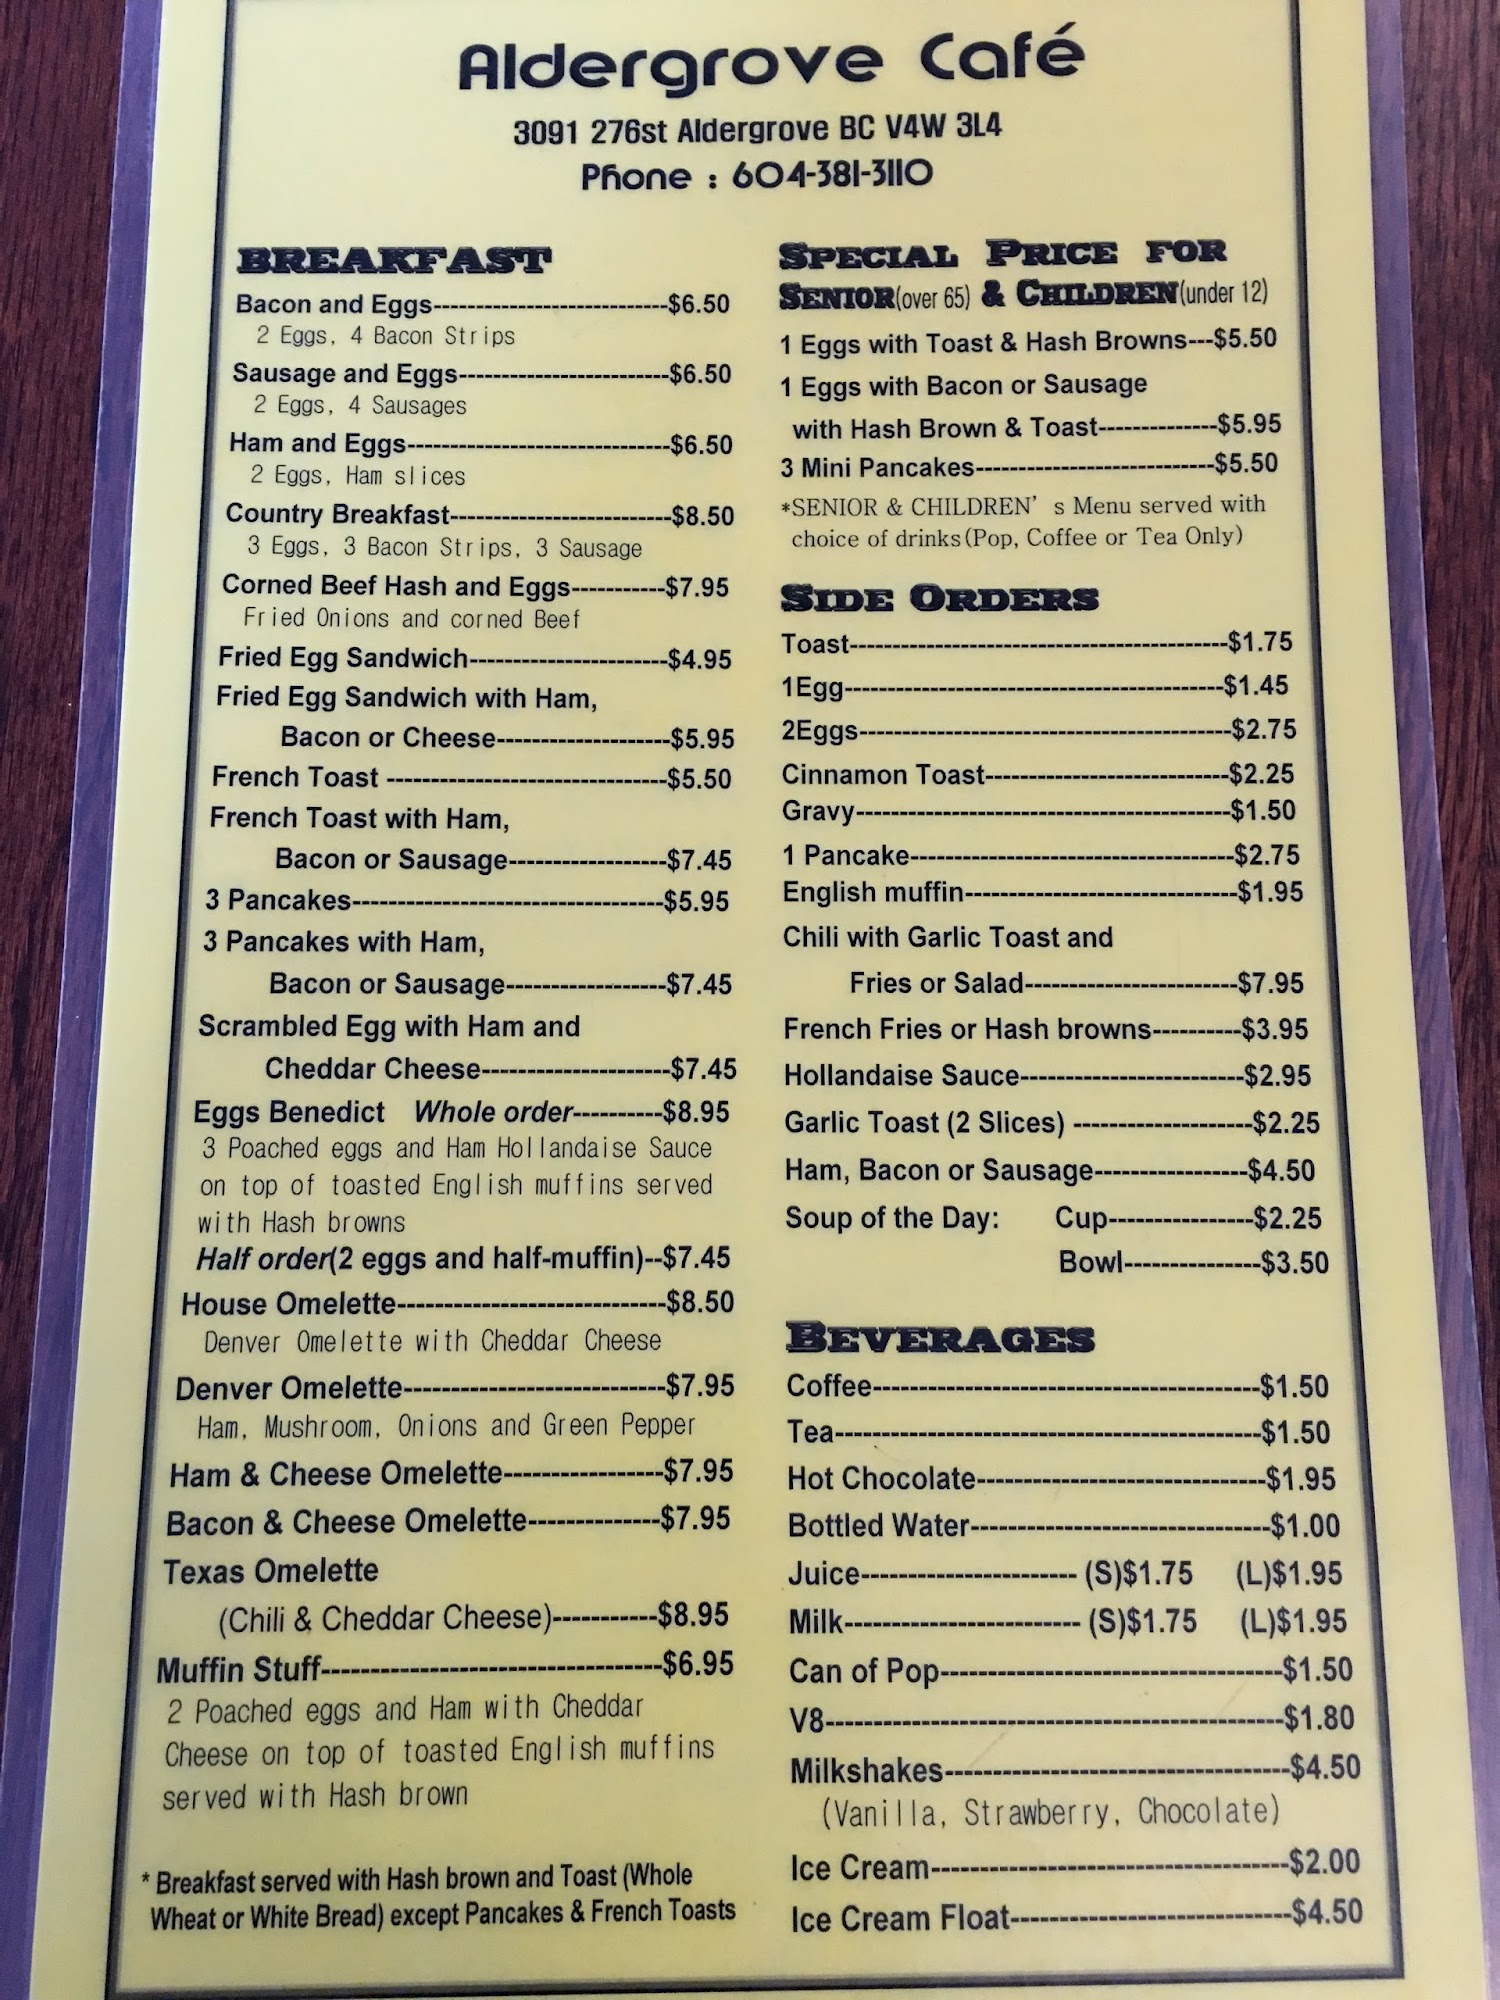 Aldergrove Café
3091 276st Aldergrove BC V4W 3L4
Phone : 604-381-3110
BREAKFAST
Bacon and Eggs--------------------------$6.50
2 Eggs, 4 Bacon Strips
Sausage and Eggs-----------------------$6.50
2 Eggs, 4 Sausages
Ham and Eggs----------------------------$6.50
2 Eggs, Ham slices
Country Breakfast------------------------$8.50
3 Eggs, 3 Bacon Strips, 3 Sausage
Corned Beef Hash and Eggs-----------$7.95
Fried Onions and corned Beef
Fried Egg Sandwich----------------------$4.95
Fried Egg Sandwich with Ham,
Bacon or Cheese-------------------$5.95
French Toast ------------------------------$5.50
French Toast with Ham,
Bacon or Sausage-----------------$7.45
3 Pancakes---------------------------------$5.95
3 Pancakes with Ham,
Bacon or Sausage-----------------$7.45
Scrambled Egg with Ham and
Cheddar Cheese--------------------$7.45
Eggs Benedict Whole order----------$8.95
3 Poached eggs and Ham Hollandaise Sauce
on top of toasted English muffins served
with Hash browns
Half order(2 eggs and half-muffin)--$7.45
House Omelette----------------------------$8.50
Denver Omelette with Cheddar Cheese
Denver Omelette---------------------------$7.95
Ham, Mushroom, Onions and Green Pepper
Ham & Cheese Omelette----------------$7.95
Bacon & Cheese Omelette-------------$7.95
Texas Omelette
(Chili & Cheddar Cheese)-----------$8.95
Muffin Stuff----------------------------------$6.95
2 Poached eggs and Ham with Cheddar
Cheese on top of toasted English muffins
served with Hash brown
* Breakfast served with Hash brown and Toast (Whole
Wheat or White Bread) except Pancakes & French Toasts
SPECIAL PRICE FOR
SENIOR(over 65) & CHILDREN(under 12)
1 Eggs with Toast & Hash Browns---$5.50
1 Eggs with Bacon or Sausage
with Hash Brown & Toast--------------$5.95
3 Mini Pancakes---------------------------$5.50
*SENIOR & CHILDREN' s Menu served with
choice of drinks(Pop, Coffee or Tea Only)
SIDE ORDERS
Toast-------------------------------------------$1.75
1Egg-------------------------------------------$1.45
2Eggs------------------------------------------$2.75
Cinnamon Toast---------------------------$2.25
Gravy------------------------------------------$1.50
1 Pancake------------------------------------$2.75
English muffin------------------------------$1.95
Chili with Garlic Toast and
Fries or Salad-----------------------$7.95
French Fries or Hash browns----------$3.95
Hollandaise Sauce------------------------$2.95
Garlic Toast (2 Slices) -------------------$2.25
Ham, Bacon or Sausage----------------$4.50
Soup of the Day: Cup---------------$2.25
Bowl--------------$3.50
BEVERAGES
Coffee-----------------------------------------$1.50
Tea---------------------------------------------$1.50
Hot Chocolate------------------------------$1.95
Bottled Water-------------------------------$1.00
Juice----------------------- (S)$1.75 (L)$1.95
Milk------------------------- (S)$1.75 (L)$1.95
Can of Pop-----------------------------------$1.50
V8-----------------------------------------------$1.80
Milkshakes-----------------------------------$4.50
(Vanilla, Strawberry, Chocolate)
Ice Cream------------------------------------$2.00
Ice Cream Float----------------------------$4.50